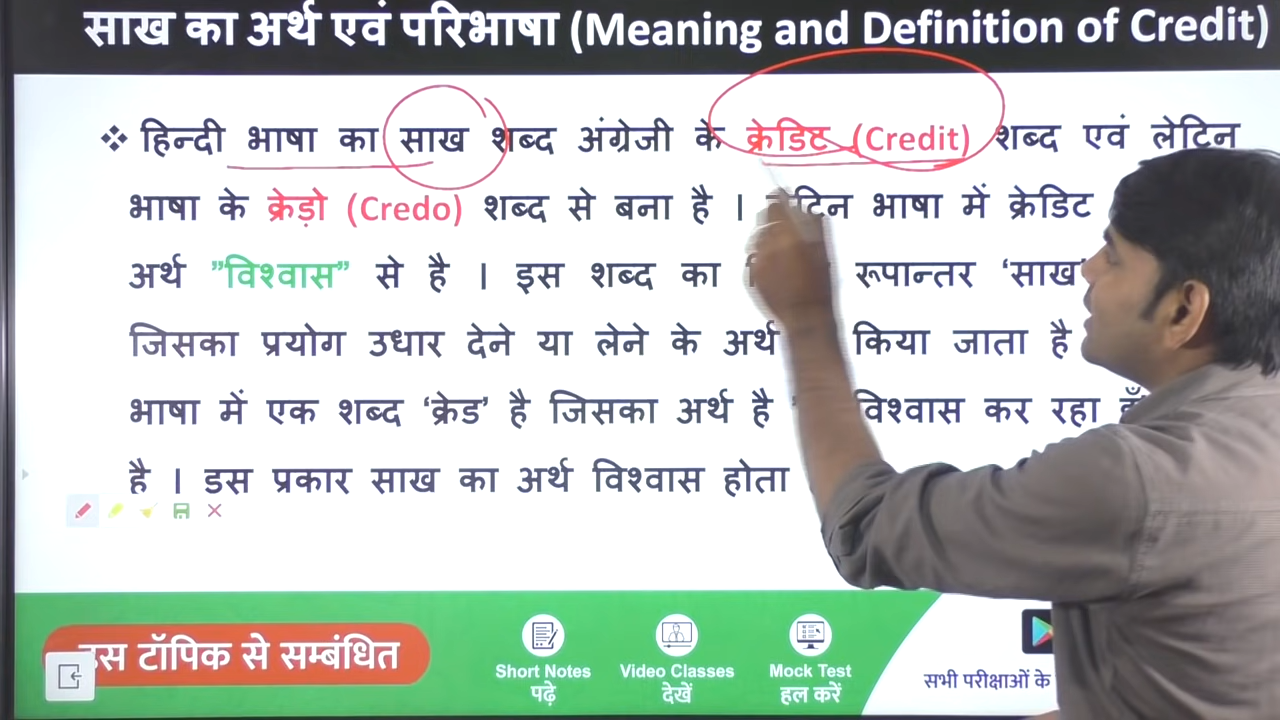 साख का अर्थ एवं परिभाषा (Meaning and Definition of Credit)
❖ हिन्दी भाषा का साख शब्द अंग्रेजी के क्रेडिट (Credit) शब्द एवं लेटिन
भाषा के क्रेड़ो (Credo) शब्द से बना है । भाषा में क्रेडिट
अर्थ ”विश्वास” से है । इस शब्द का रूपान्तर ‘साख’
जिसका प्रयोग उधार देने या लेने के अर्थ किया जाता है
भाषा में एक शब्द ‘क्रेड’ है जिसका अर्थ है विश्वास कर रहा हूँ
है । इस प्रकार साख का अर्थ विश्वास होता
इस टॉपिक से सम्बंधित
Short Notes
पढ़े
Video Classes
देखें
Mock Test
हल करें
सभी परीक्षाओं के